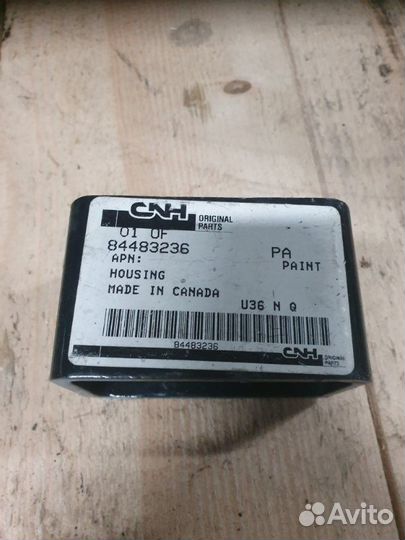 CNH ORIGINAL PARTS
01 OF
84483236 PA
APN: PAINT
HOUSING
MADE IN CANADA
U36 N Q
84483236
CNH ORIGINAL PARTS
Avito